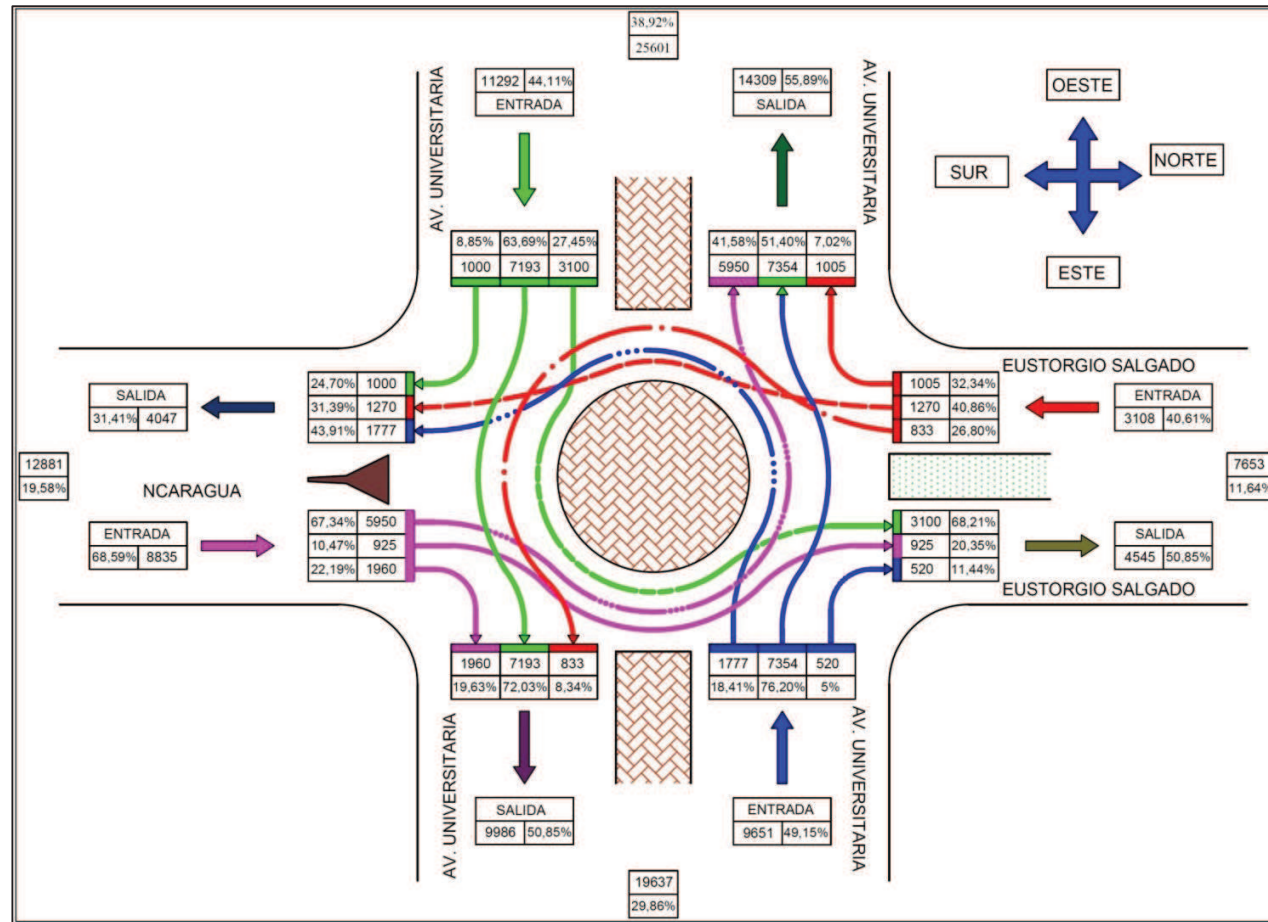 38,92%
25601
11292 44,11%
ENTRADA
14309 55,89%
SALIDA
AV. UNIVERSITARIA
AV. UNIVERSITARIA
OESTE
SUR
NORTE
ESTE
8,85% 63,69% 27,45%
1000 7193 3100
41,58% 51,40% 7,02%
5950 7354 1005
EUSTORGIO SALGADO
SALIDA
31,41% 4047
24,70% 1000
31,39% 1270
43,91% 1777
1005 32,34%
1270 40,86%
833 26,80%
ENTRADA
3108 40,61%
12881
19,58%
NCARAGUA
7653
11,64%
ENTRADA
68,59% 8835
67,34% 5950
10,47% 925
22,19% 1960
3100 68,21%
925 20,35%
520 11,44%
SALIDA
4545 50,85%
EUSTORGIO SALGADO
1960 7193 833
19,63% 72,03% 8,34%
1777 7354 520
18,41% 76,20% 5%
AV. UNIVERSITARIA
AV. UNIVERSITARIA
SALIDA
9986 50,85%
ENTRADA
9651 49,15%
19637
29,86%